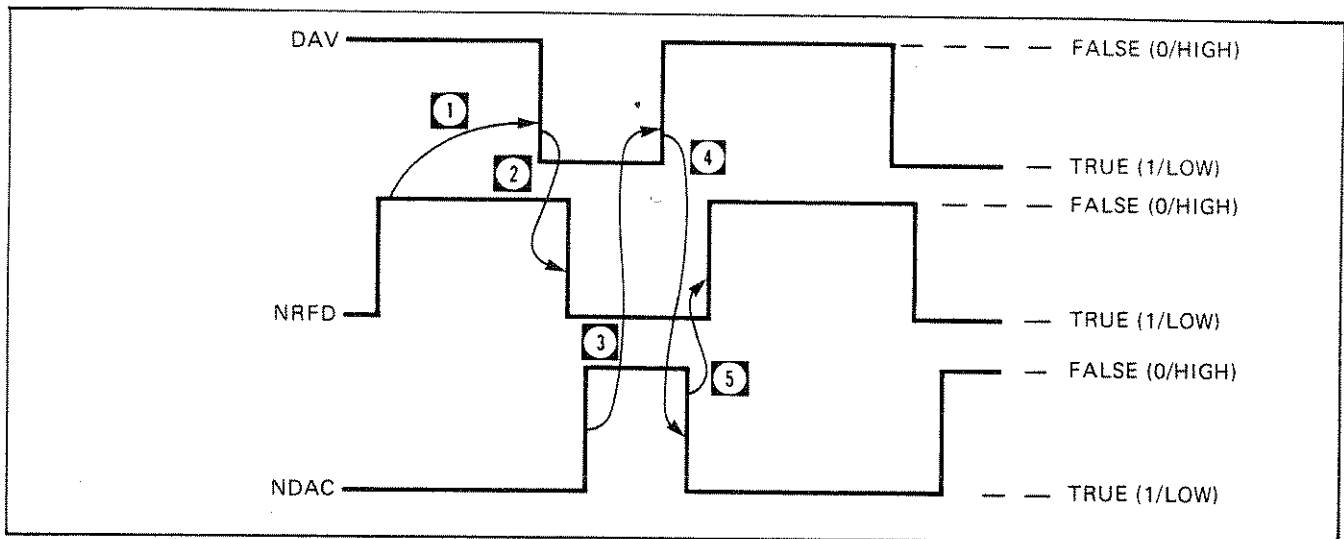 DAV
FALSE (0/HIGH)
1
4
TRUE (1/LOW)
2
FALSE (0/HIGH)
NRFD
TRUE (1/LOW)
3
FALSE (0/HIGH)
5
NDAC
TRUE (1/LOW)